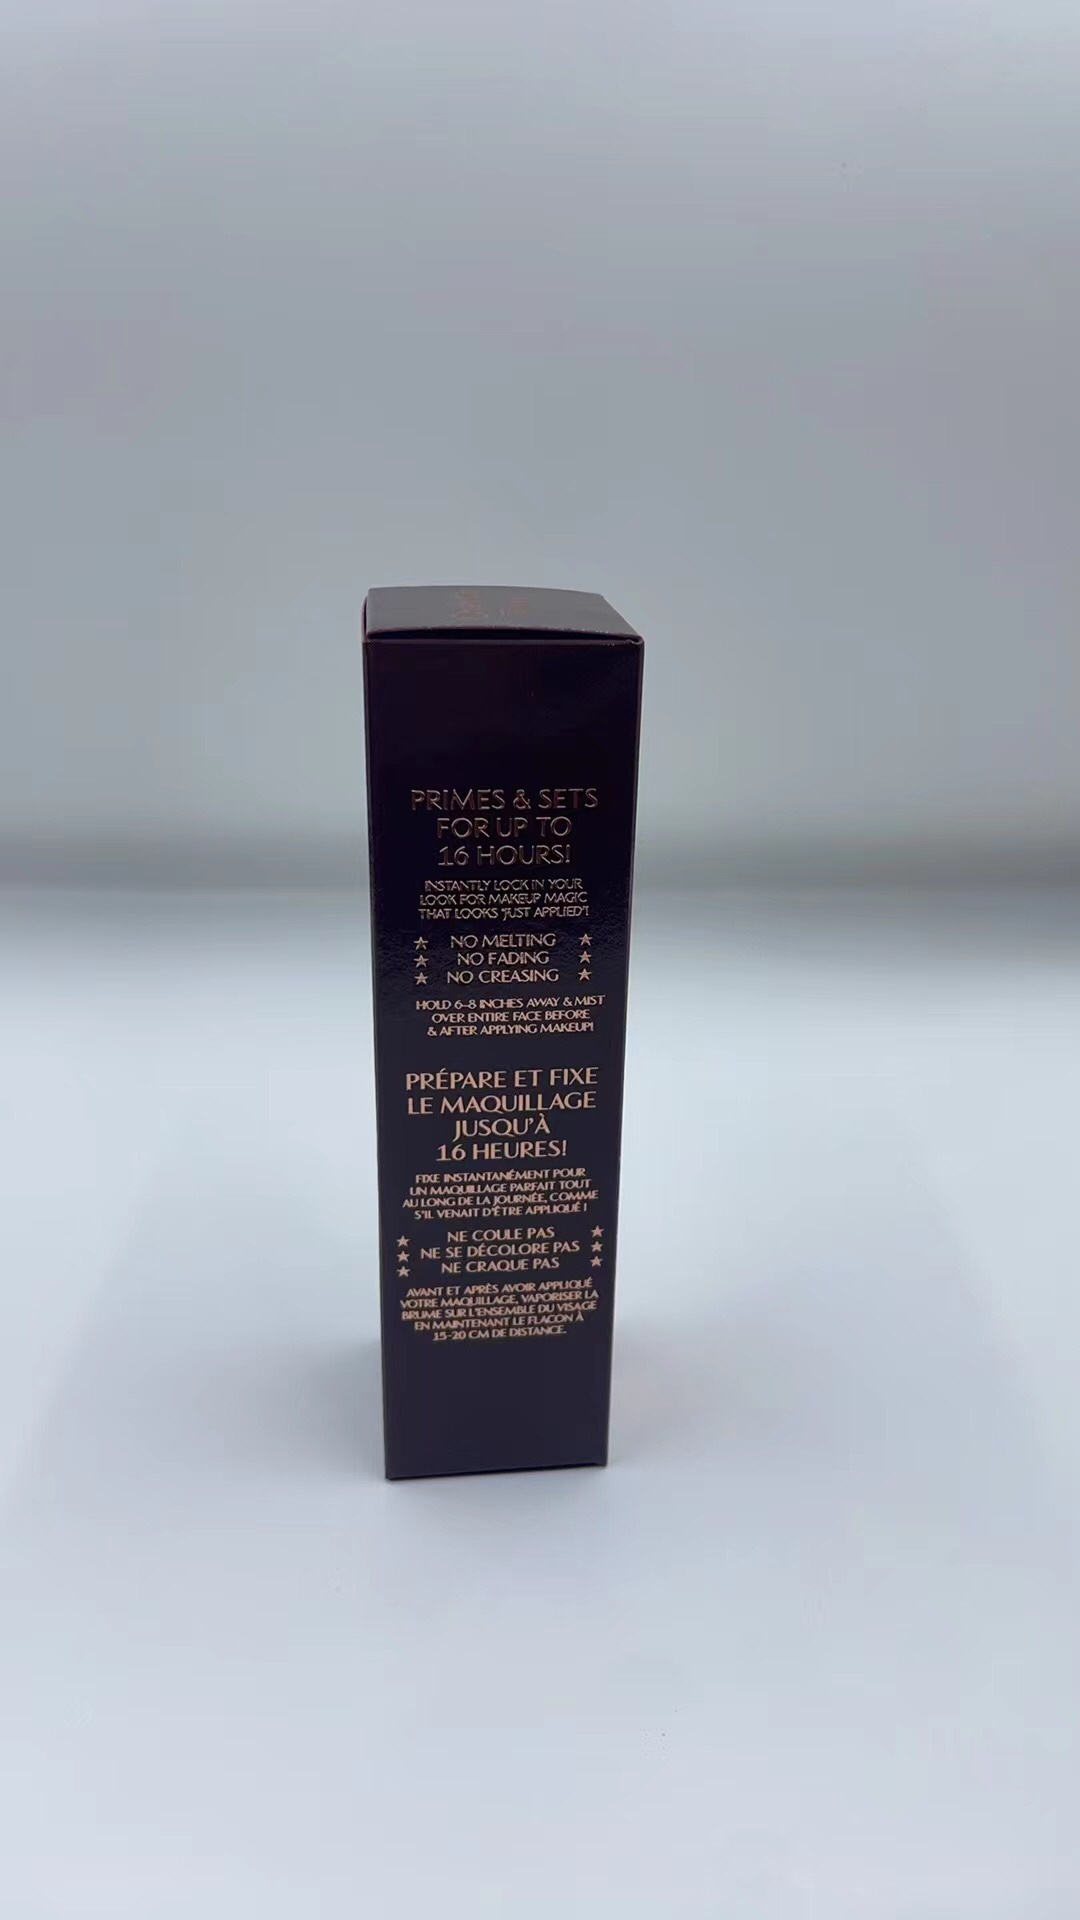 PRIMES & SETS
FOR UP TO
16 HOURS!
INSTANTLY LOCK IN YOUR
LOOK FOR MAKEUP MAGIC
THAT LOOKS 'JUST APPLIED'!
★ NO MELTING ★
★ NO FADING ★
★ NO CREASING ★
HOLD 6-8 INCHES AWAY & MIST
OVER ENTIRE FACE BEFORE
& AFTER APPLYING MAKEUP!
PRÉPARE ET FIXE
LE MAQUILLAGE
JUSQU'À
16 HEURES!
FIXE INSTANTANÉMENT POUR
UN MAQUILLAGE PARFAIT TOUT
AU LONG DE LA JOURNÉE, COMME
S'IL VENAIT D'ÊTRE APPLIQUÉ !
★ NE COULE PAS ★
★ NE SE DÉCOLORE PAS ★
★ NE CRAQUE PAS ★
AVANT ET APRÈS AVOIR APPLIQUÉ
VOTRE MAQUILLAGE, VAPORISER LA
BRUME SUR L'ENSEMBLE DU VISAGE
EN MAINTENANT LE FLACON À
15-20 CM DE DISTANCE.